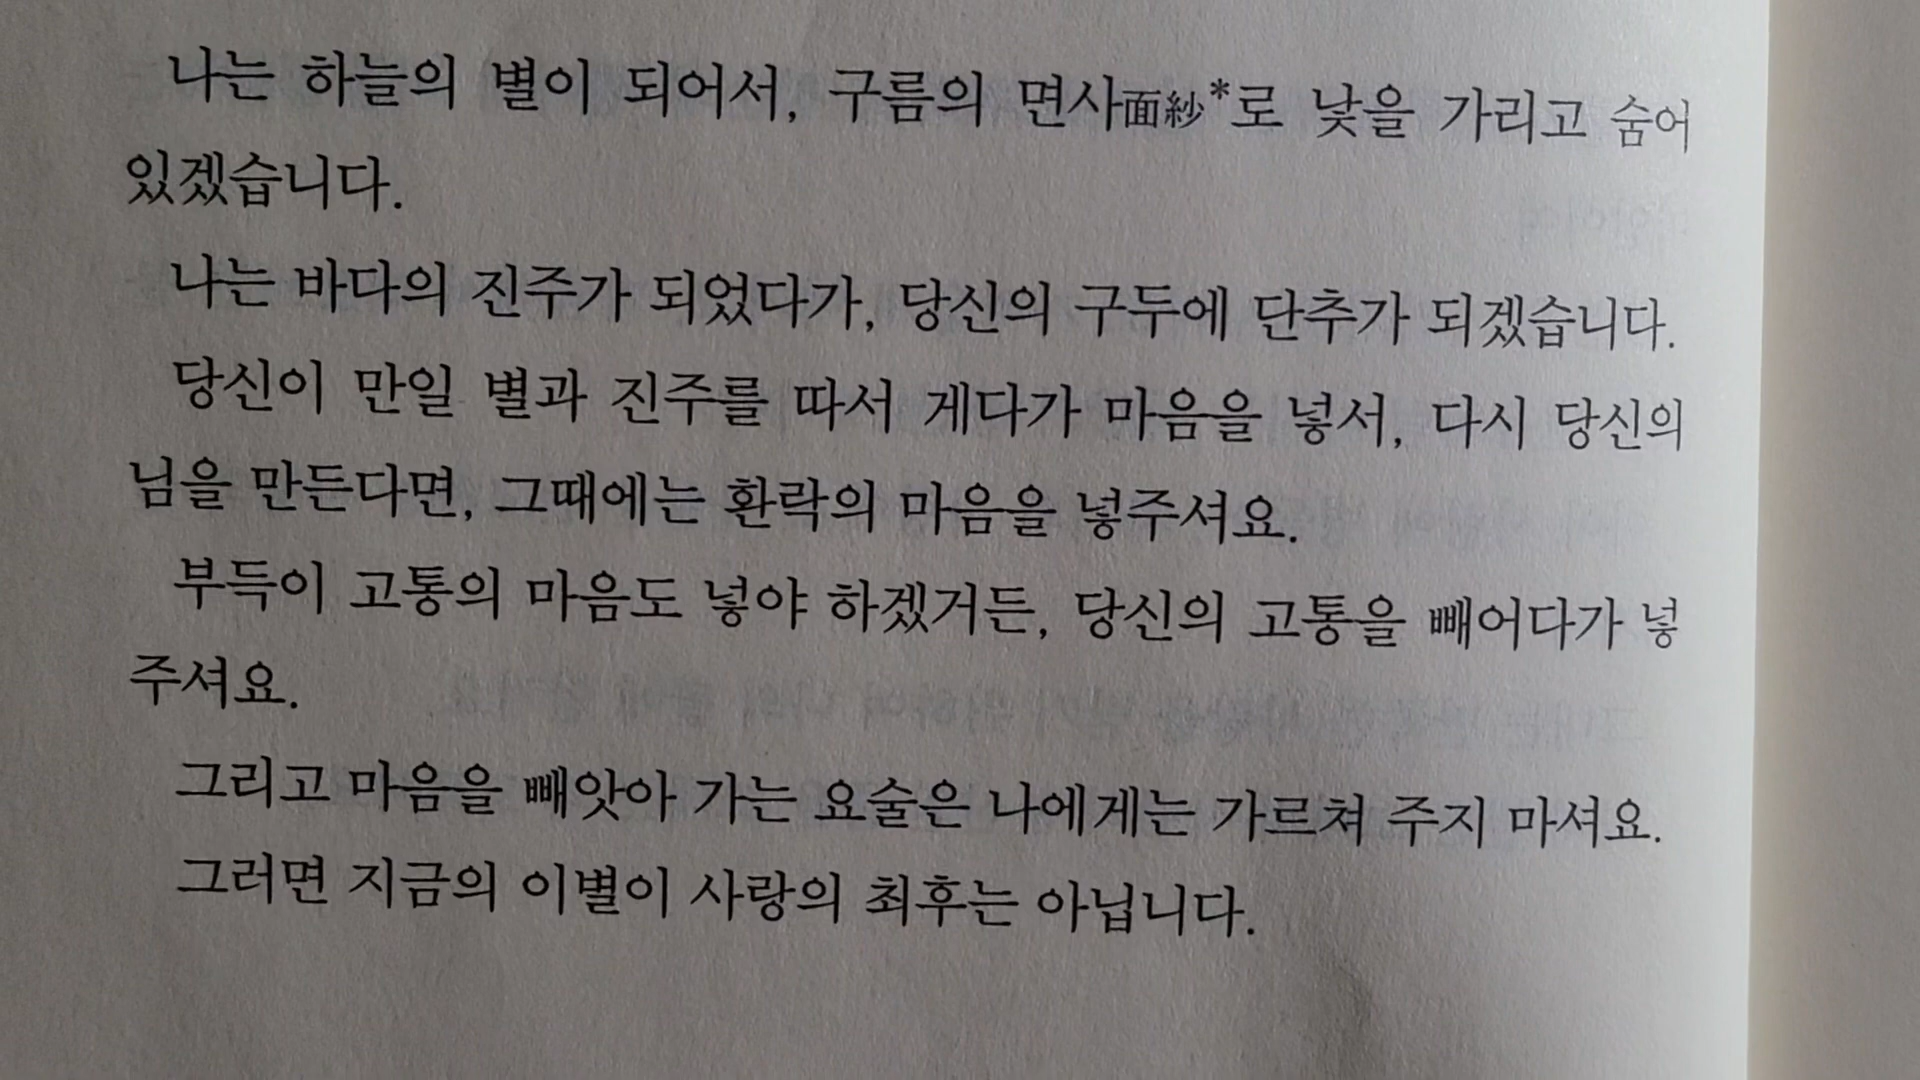 나는 하늘의 별이 되어서, 구름의 면사面紗*로 낯을 가리고 숨어
있겠습니다.
나는 바다의 진주가 되었다가, 당신의 구두에 단추가 되겠습니다.
당신이 만일 별과 진주를 따서 게다가 마음을 넣서, 다시 당신의
님을 만든다면, 그때에는 환락의 마음을 넣주셔요.
부득이 고통의 마음도 넣야 하겠거든, 당신의 고통을 빼어다가 넣
주셔요.
그리고 마음을 빼앗아 가는 요술은 나에게는 가르쳐 주지 마셔요.
그러면 지금의 이별이 사랑의 최후는 아닙니다.